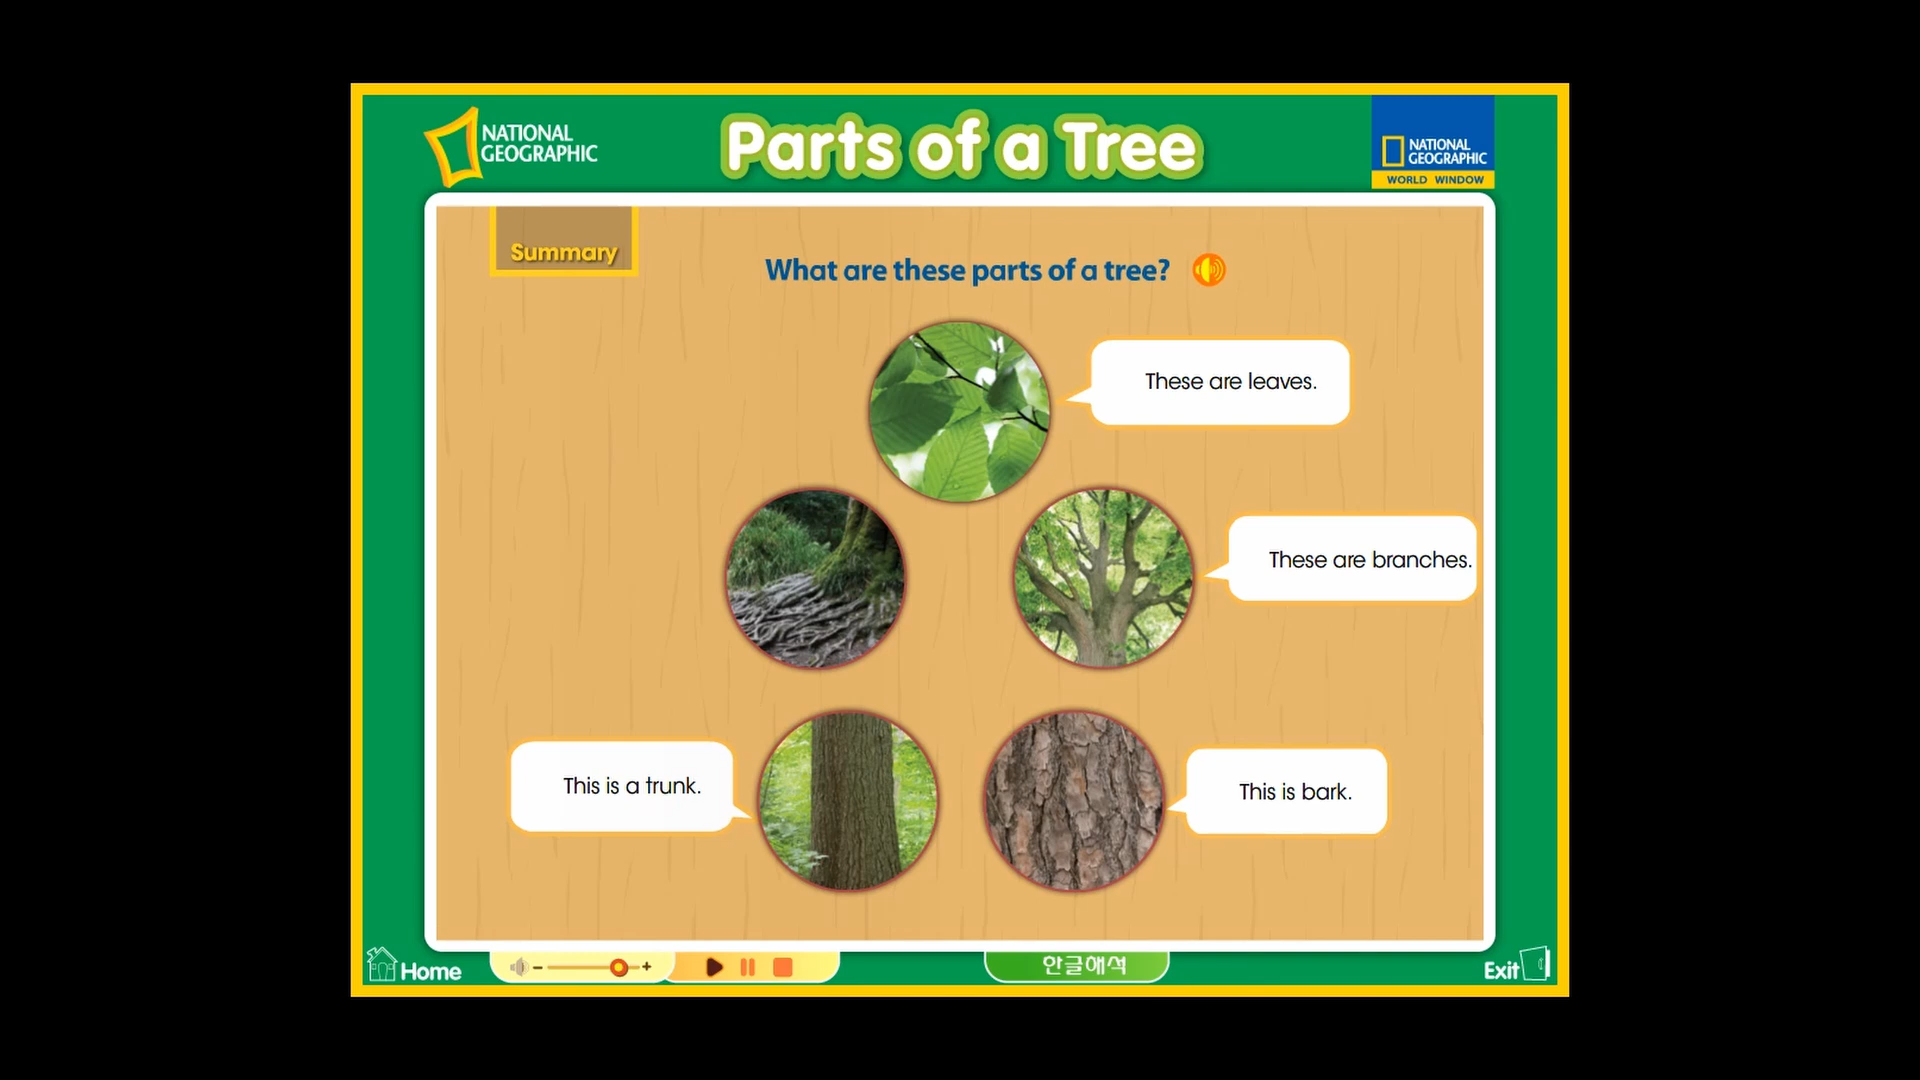 NATIONAL
GEOGRAPHIC
Parts of a Tree
NATIONAL
GEOGRAPHIC
WORLD WINDOW
Summary
What are these parts of a tree?
These are leaves.
These are branches.
This is a trunk.
This is bark.
Home
한글해석
Exit